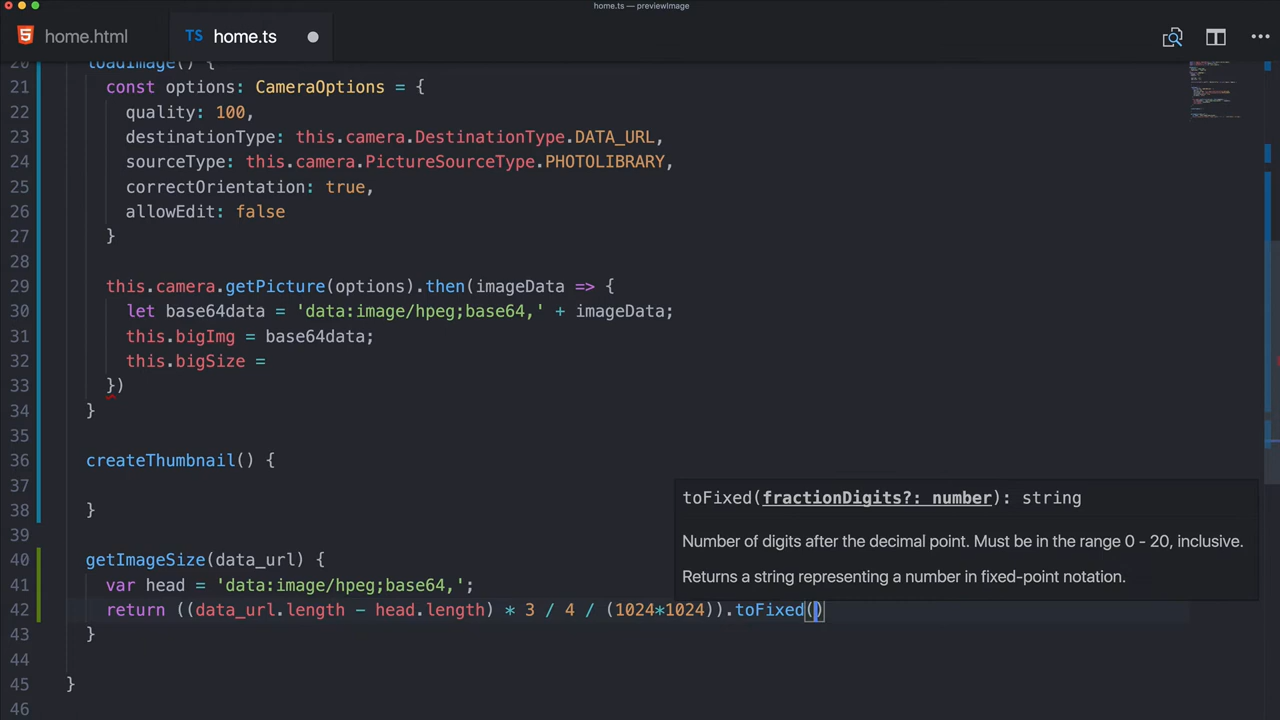 home.ts — previewImage
home.html
TS home.ts
20 loadImage() {
21 const options: CameraOptions = {
22 quality: 100,
23 destinationType: this.camera.DestinationType.DATA_URL,
24 sourceType: this.camera.PictureSourceType.PHOTOLIBRARY,
25 correctOrientation: true,
26 allowEdit: false
27 }
28
29 this.camera.getPicture(options).then(imageData => {
30 let base64data = 'data:image/hpeg;base64,' + imageData;
31 this.bigImg = base64data;
32 this.bigSize =
33 })
34 }
35
36 createThumbnail() {
37
38 }
39
40 getImageSize(data_url) {
41 var head = 'data:image/hpeg;base64,';
42 return ((data_url.length - head.length) * 3 / 4 / (1024*1024)).toFixed()
43 }
44
45 }
46
toFixed(fractionDigits?: number): string
Number of digits after the decimal point. Must be in the range 0 - 20, inclusive.
Returns a string representing a number in fixed-point notation.